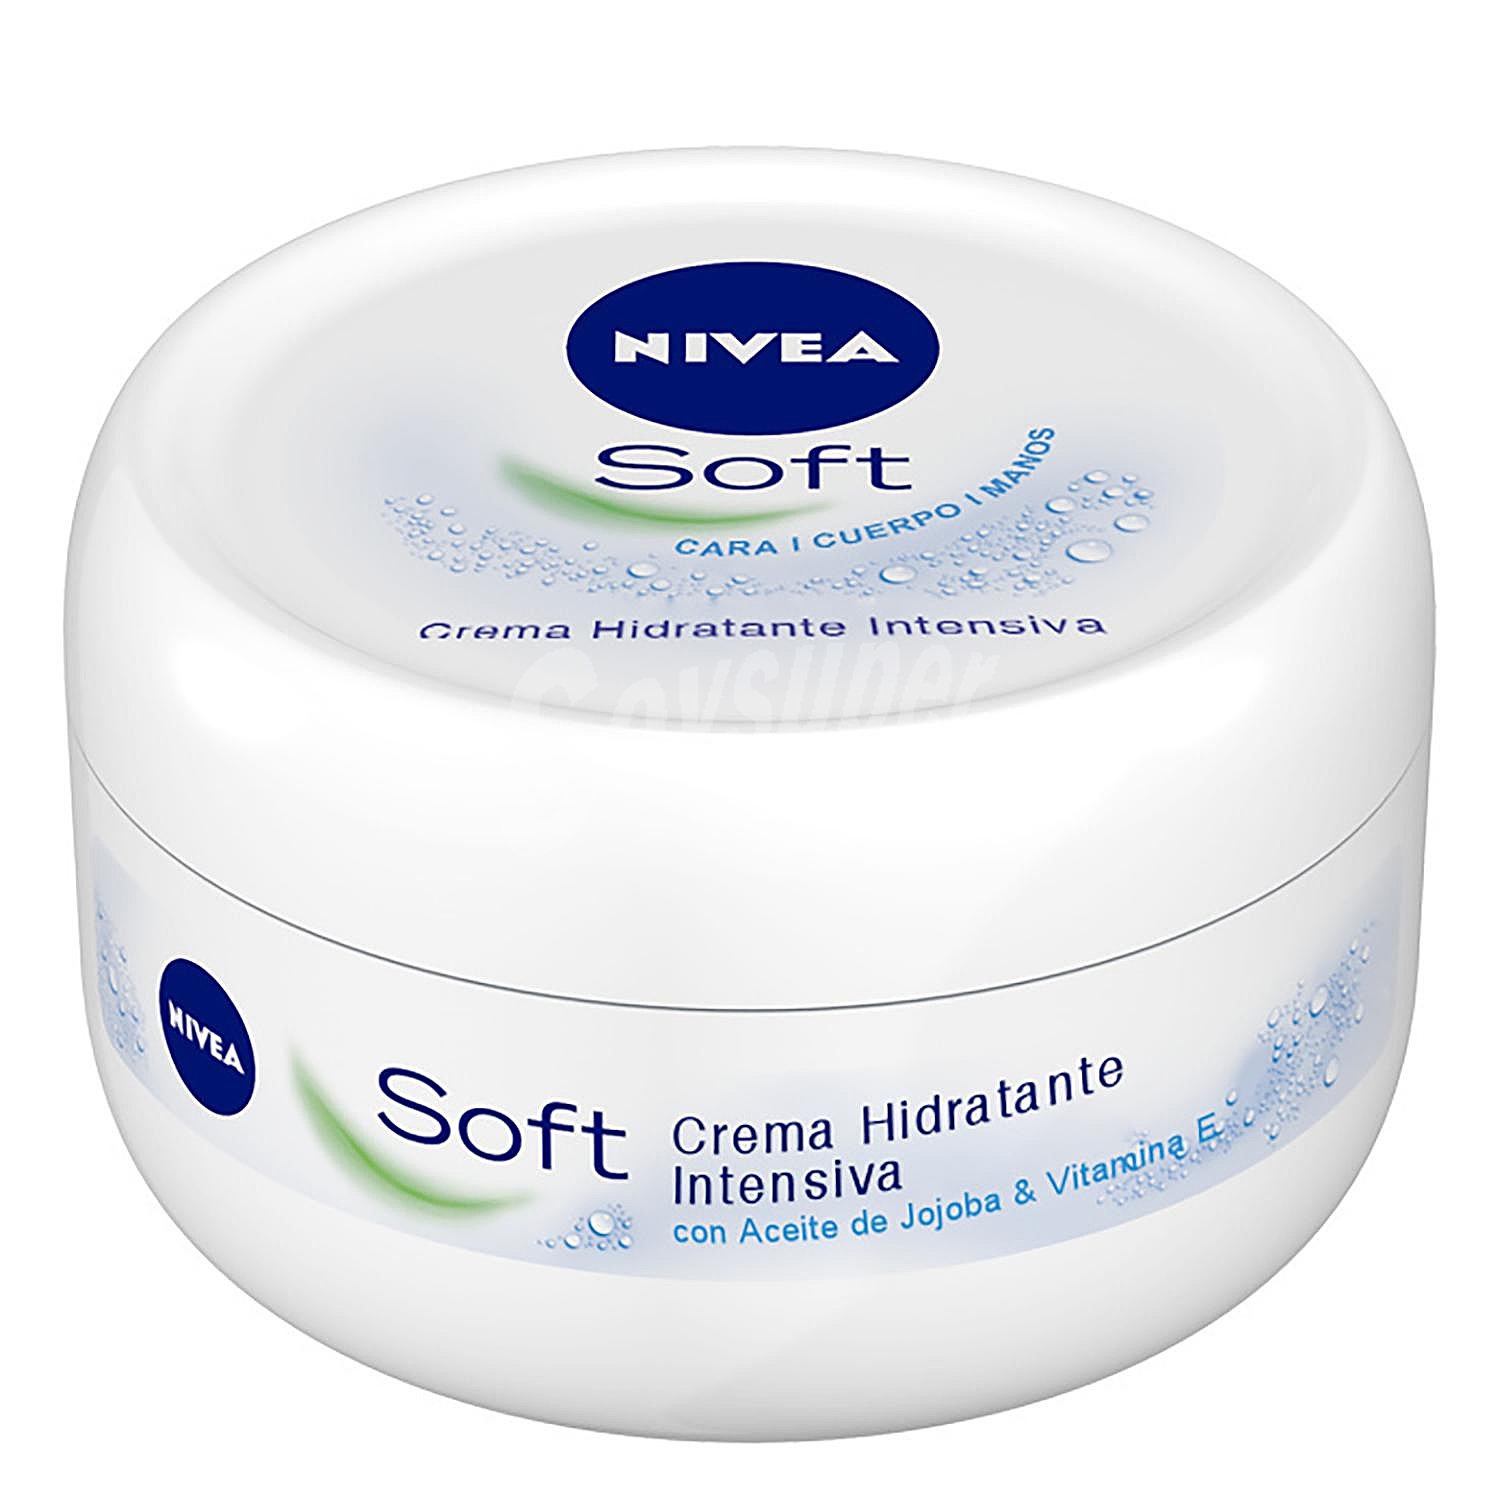 NIVEA
Soft
CARA I CUERPO I MANOS
Crema Hidratante Intensiva
NIVEA
Soft
Crema Hidratante
Intensiva
con Aceite de Jojoba & Vitamina E